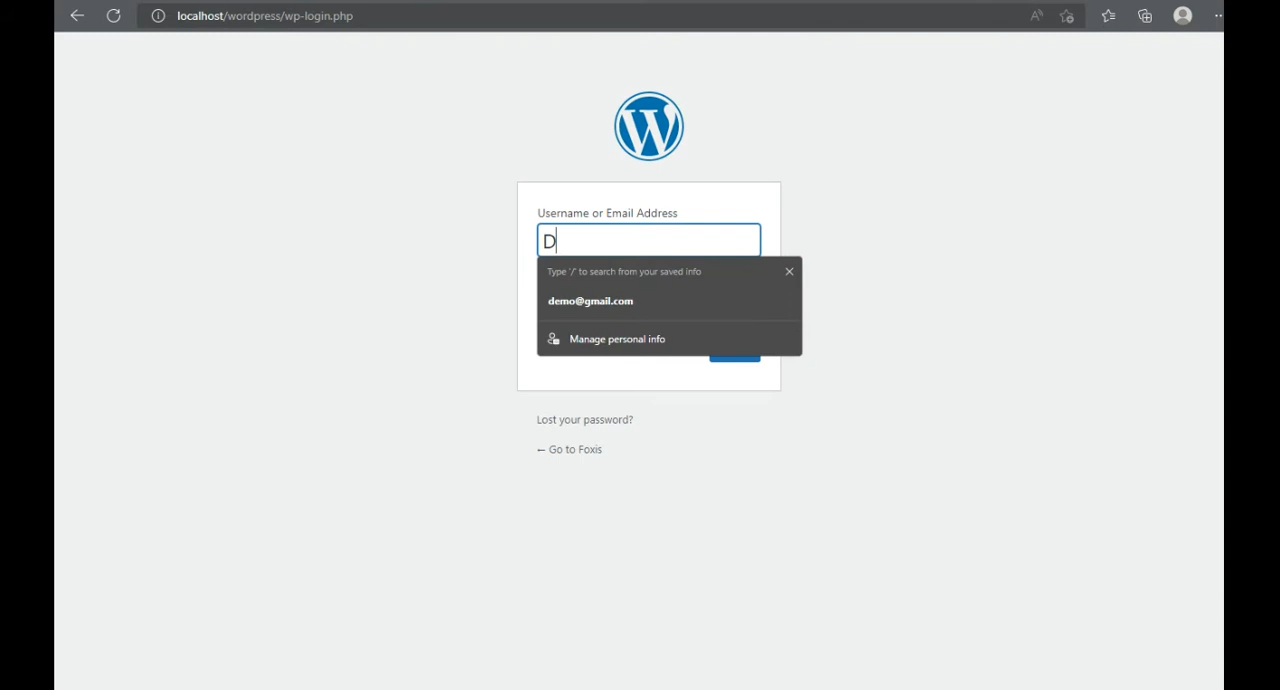 localhost/wordpress/wp-login.php
Username or Email Address
D
Type '/' to search from your saved info
demo@gmail.com
Manage personal info
Lost your password?
← Go to Foxis